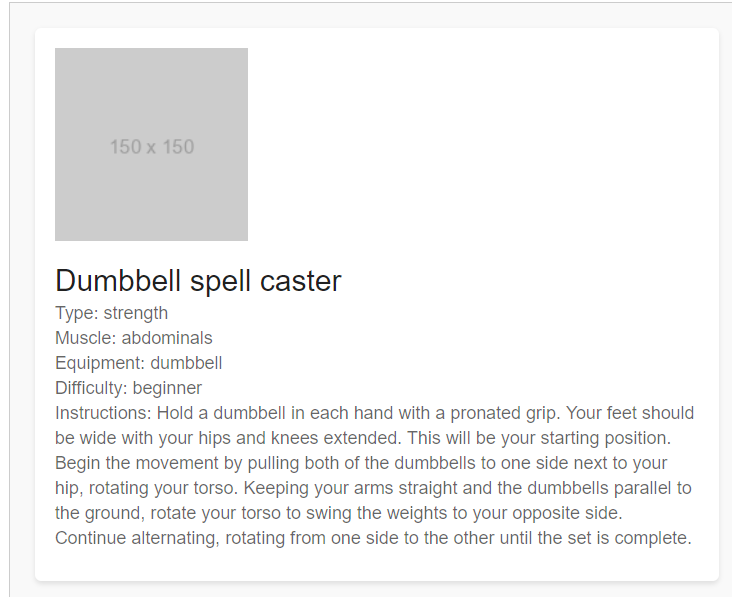 150 x 150
Dumbbell spell caster
Type: strength
Muscle: abdominals
Equipment: dumbbell
Difficulty: beginner
Instructions: Hold a dumbbell in each hand with a pronated grip. Your feet should
be wide with your hips and knees extended. This will be your starting position.
Begin the movement by pulling both of the dumbbells to one side next to your
hip, rotating your torso. Keeping your arms straight and the dumbbells parallel to
the ground, rotate your torso to swing the weights to your opposite side.
Continue alternating, rotating from one side to the other until the set is complete.